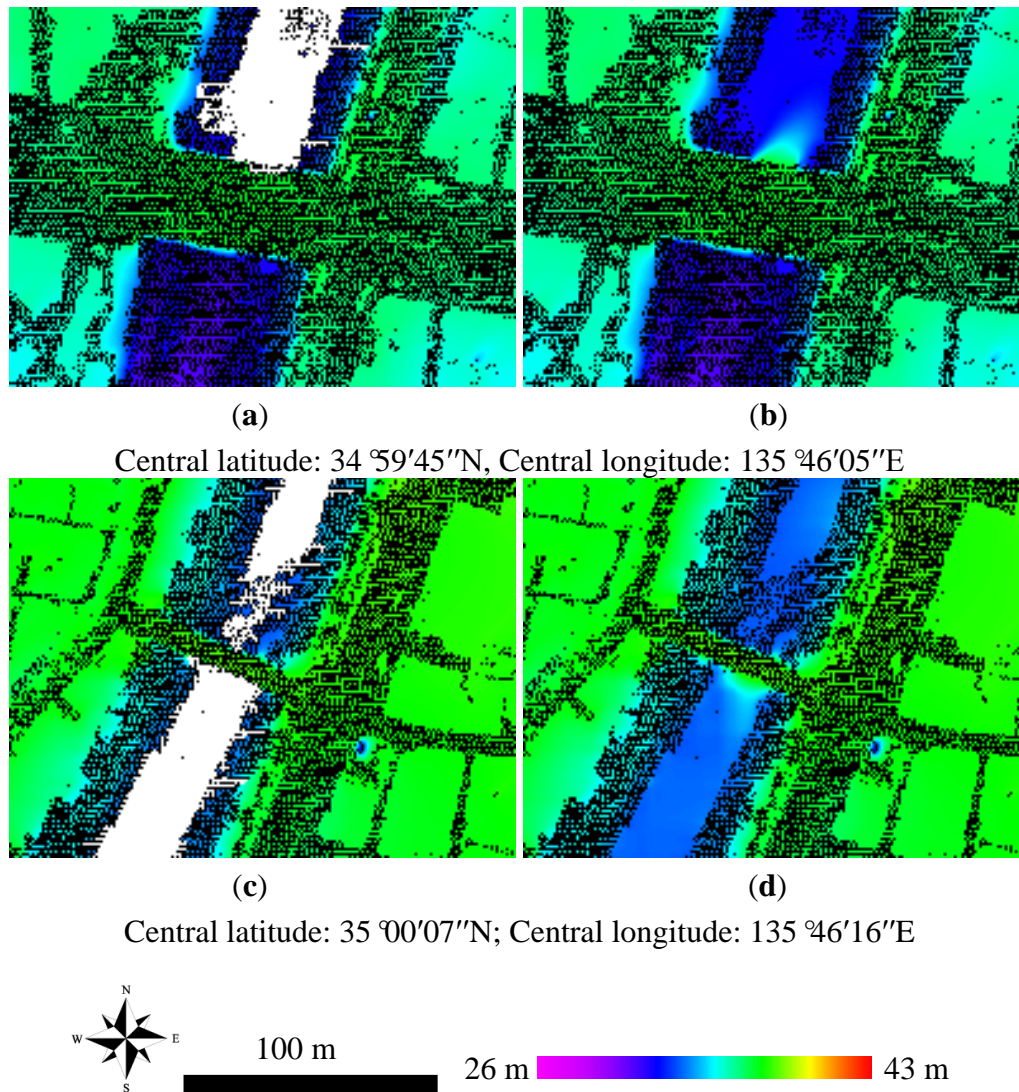 (a) (b)
Central latitude: 34 °59′45″N, Central longitude: 135 °46′05″E
(c) (d)
Central latitude: 35 °00′07″N; Central longitude: 135 °46′16″E
N
W E
S
100 m
26 m 43 m